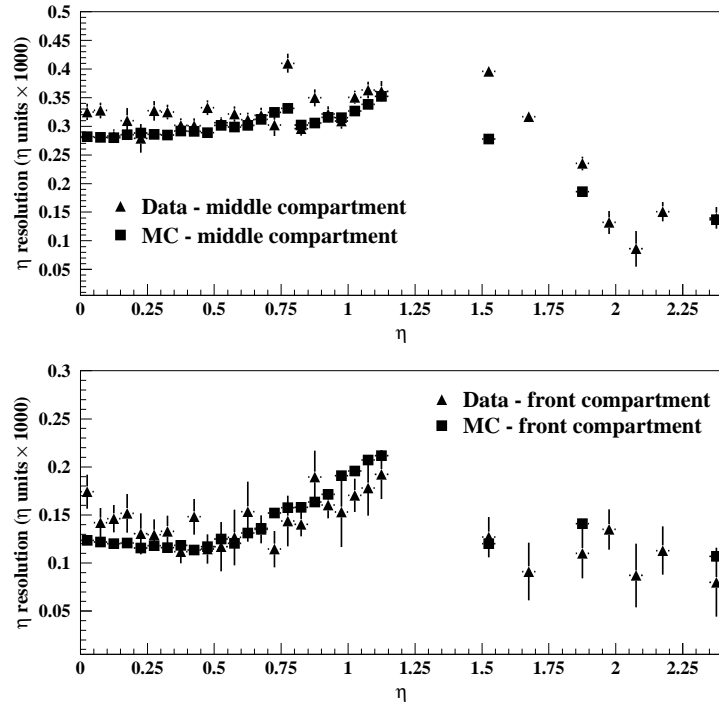 η resolution (η units × 1000)
0.5
0.45
0.4
0.35
0.3
0.25
0.2
0.15
0.1
0.05
Data - middle compartment
MC - middle compartment
0 0.25 0.5 0.75 1 1.25 1.5 1.75 2 2.25
η
η resolution (η units × 1000)
0.3
0.25
0.2
0.15
0.1
0.05
Data - front compartment
MC - front compartment
0 0.25 0.5 0.75 1 1.25 1.5 1.75 2 2.25
η